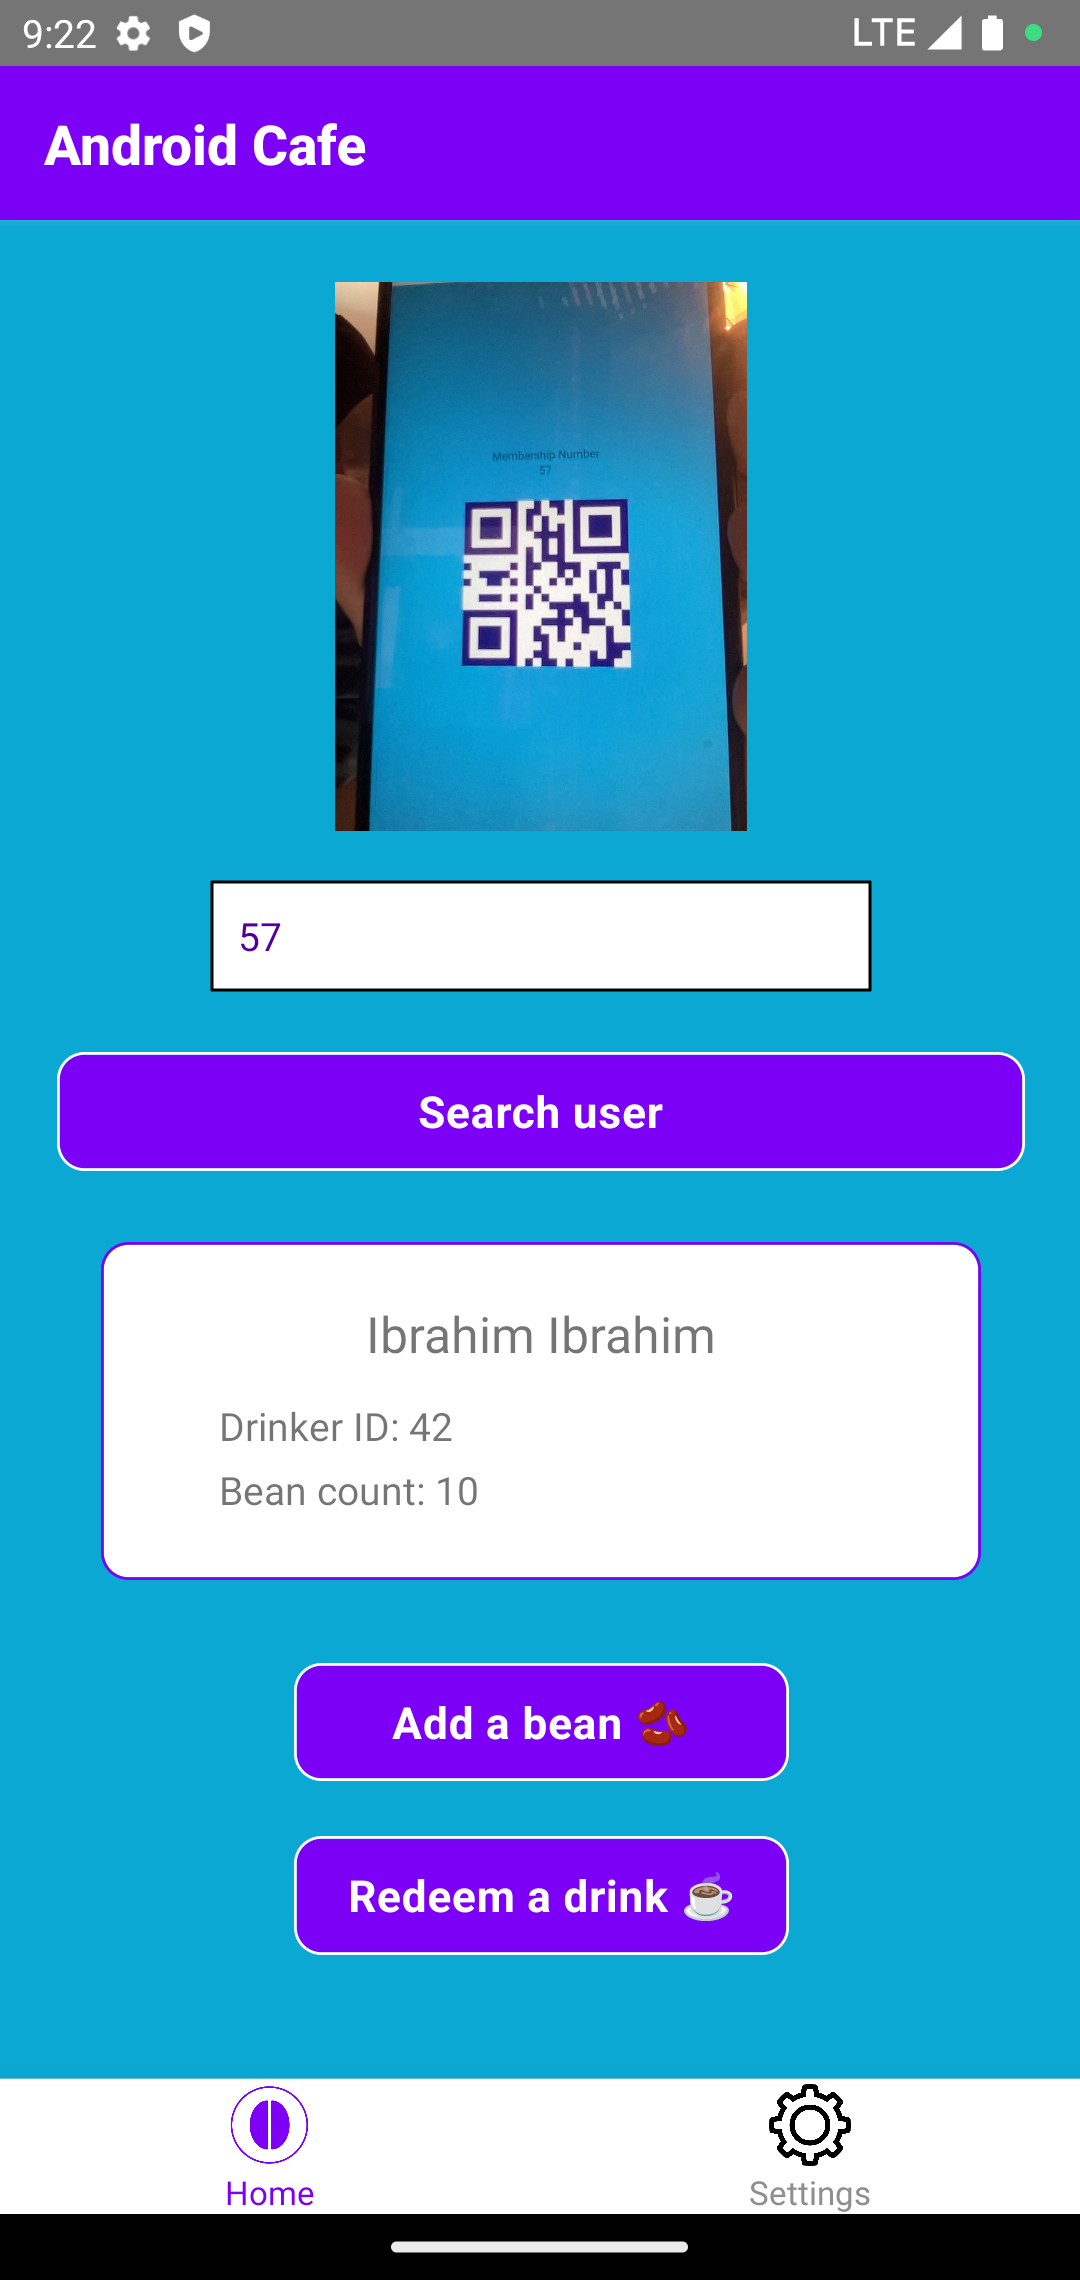 9:22 LTE
Android Cafe
Membership Number
57
57
Search user
Ibrahim Ibrahim
Drinker ID: 42
Bean count: 10
Add a bean 🫘
Redeem a drink ☕
Home Settings